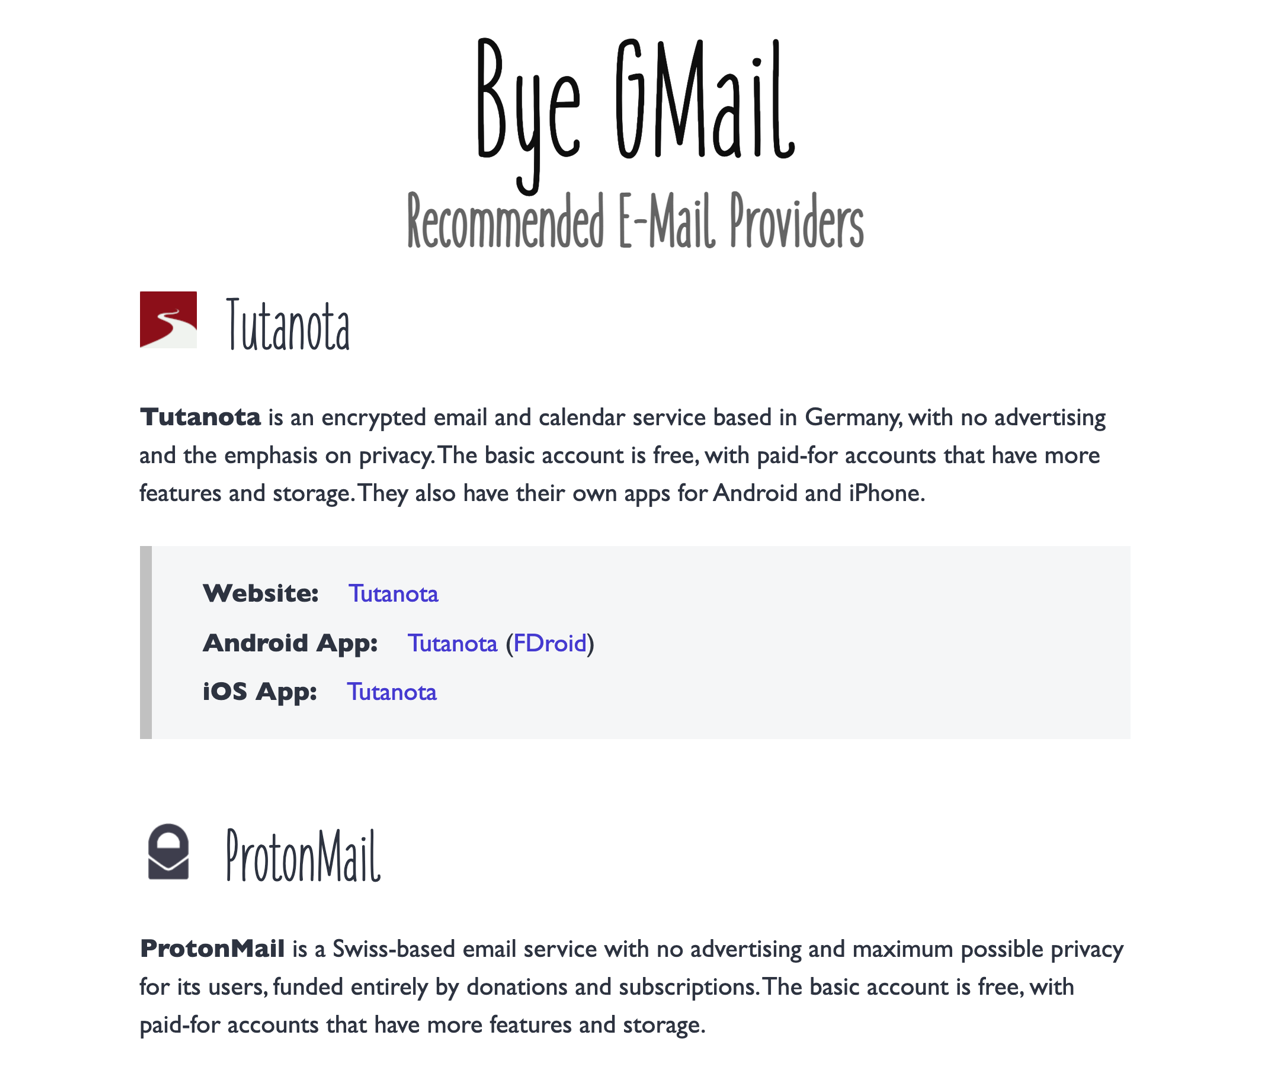 Bye GMail
Recommended E-Mail Providers
Tutanota
Tutanota is an encrypted email and calendar service based in Germany, with no advertising
and the emphasis on privacy. The basic account is free, with paid-for accounts that have more
features and storage. They also have their own apps for Android and iPhone.
Website: Tutanota
Android App: Tutanota (FDroid)
iOS App: Tutanota
ProtonMail
ProtonMail is a Swiss-based email service with no advertising and maximum possible privacy
for its users, funded entirely by donations and subscriptions. The basic account is free, with
paid-for accounts that have more features and storage.